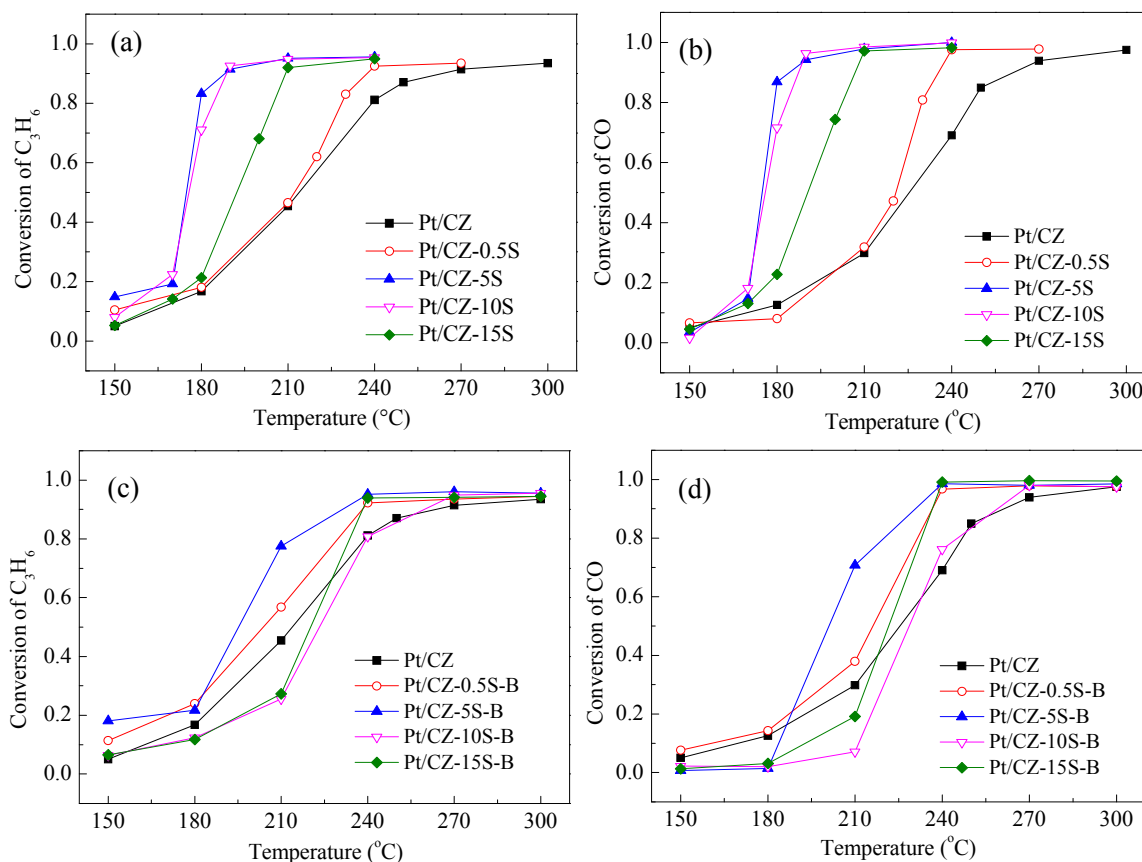 (a)
1.0
0.8
0.6
0.4
0.2
0.0
Conversion of C3H6
Pt/CZ
Pt/CZ-0.5S
Pt/CZ-5S
Pt/CZ-10S
Pt/CZ-15S
150 180 210 240 270 300
Temperature (°C)
(b)
1.0
0.8
0.6
0.4
0.2
0.0
Conversion of CO
Pt/CZ
Pt/CZ-0.5S
Pt/CZ-5S
Pt/CZ-10S
Pt/CZ-15S
150 180 210 240 270 300
Temperature (°C)
(c)
1.0
0.8
0.6
0.4
0.2
0.0
Conversion of C3H6
Pt/CZ
Pt/CZ-0.5S-B
Pt/CZ-5S-B
Pt/CZ-10S-B
Pt/CZ-15S-B
150 180 210 240 270 300
Temperature (°C)
(d)
1.0
0.8
0.6
0.4
0.2
0.0
Conversion of CO
Pt/CZ
Pt/CZ-0.5S-B
Pt/CZ-5S-B
Pt/CZ-10S-B
Pt/CZ-15S-B
150 180 210 240 270 300
Temperature (°C)